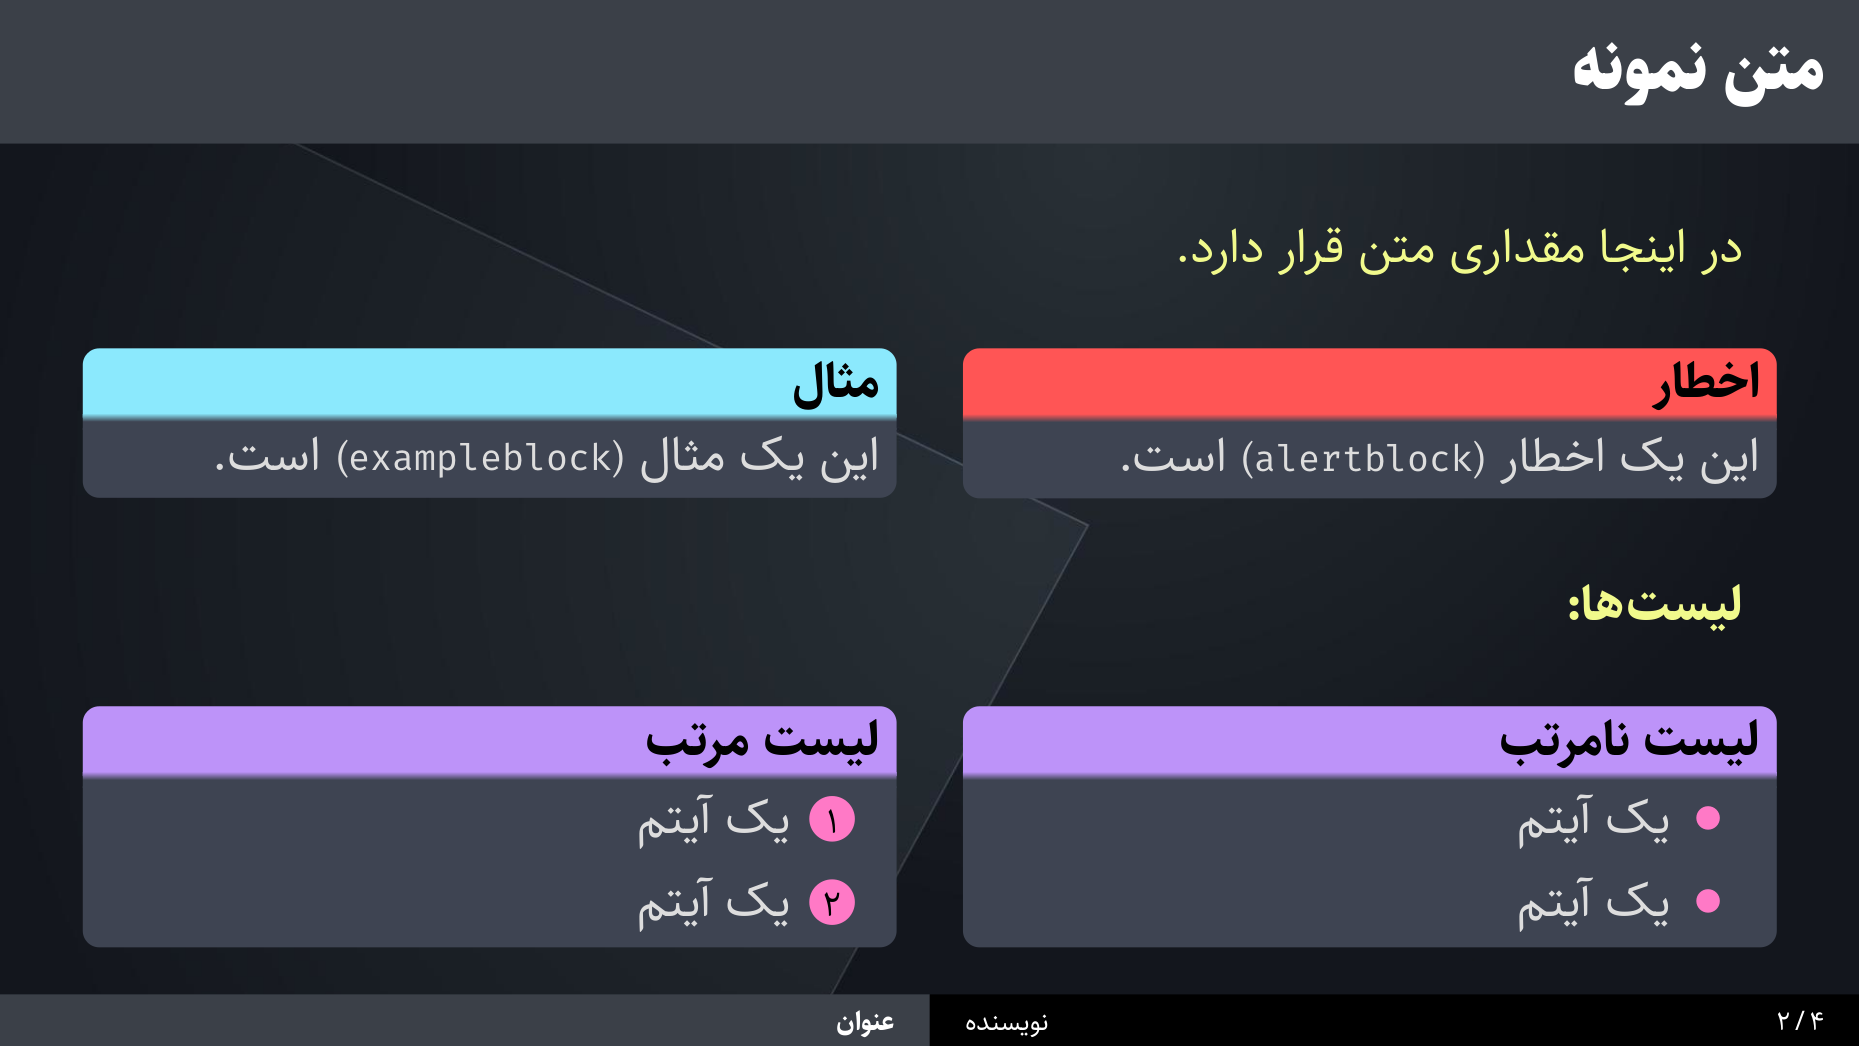 متن نمونه
در اینجا مقداری متن قرار دارد.
اخطار
این یک اخطار (alertblock) است.
مثال
این یک مثال (exampleblock) است.
لیست‌ها:
لیست نامرتب
• یک آیتم
• یک آیتم
لیست مرتب
۱ یک آیتم
۲ یک آیتم
۲ / ۴
نویسنده
عنوان